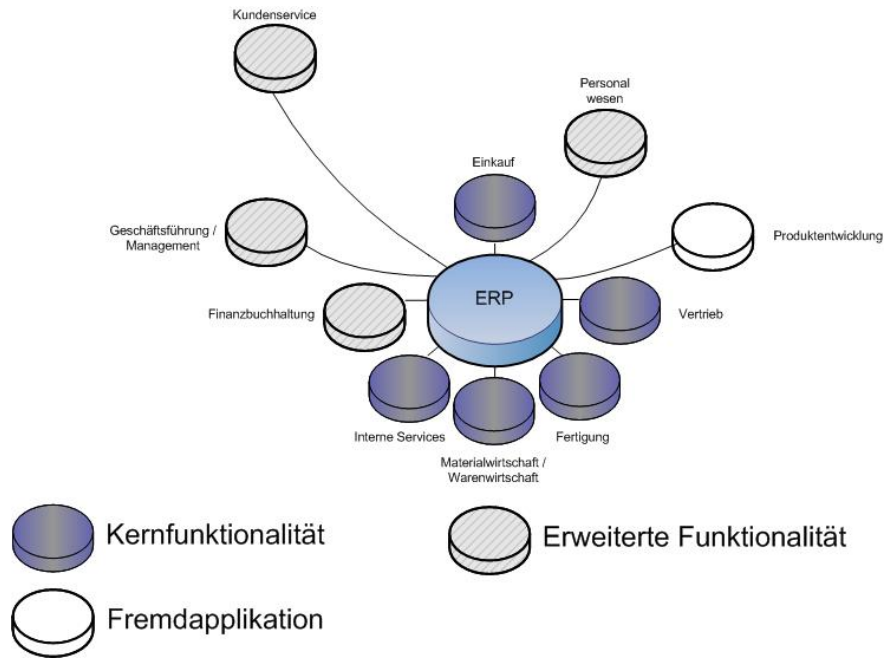 Kundenservice
Personal
wesen
Einkauf
Geschäftsführung /
Management
Produktentwicklung
ERP
Finanzbuchhaltung
Vertrieb
Interne Services
Fertigung
Materialwirtschaft /
Warenwirtschaft
Kernfunktionalität
Erweiterte Funktionalität
Fremdapplikation